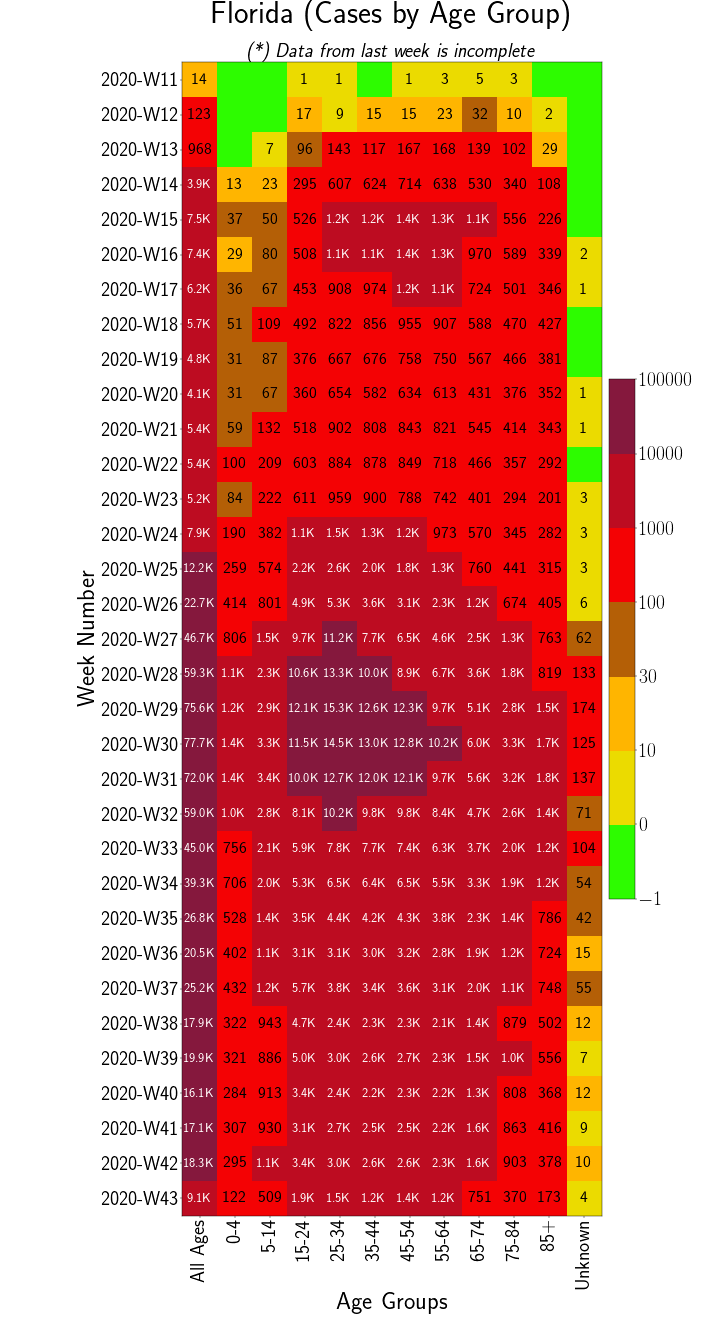 Florida (Cases by Age Group)
(*) Data from last week is incomplete
2020-W11 14 1 1 1 3 5 3
2020-W12 123 17 9 15 15 23 32 10 2
2020-W13 968 7 96 143 117 167 168 139 102 29
2020-W14 3.9K 13 23 295 607 624 714 638 530 340 108
2020-W15 7.5K 37 50 526 1.2K 1.2K 1.4K 1.3K 1.1K 556 226
2020-W16 7.4K 29 80 508 1.1K 1.1K 1.4K 1.3K 970 589 339 2
2020-W17 6.2K 36 67 453 908 974 1.2K 1.1K 724 501 346 1
2020-W18 5.7K 51 109 492 822 856 955 907 588 470 427
2020-W19 4.8K 31 87 376 667 676 758 750 567 466 381
2020-W20 4.1K 31 67 360 654 582 634 613 431 376 352 1
2020-W21 5.4K 59 132 518 902 808 843 821 545 414 343 1
2020-W22 5.4K 100 209 603 884 878 849 718 466 357 292
2020-W23 5.2K 84 222 611 959 900 788 742 401 294 201 3
2020-W24 7.9K 190 382 1.1K 1.5K 1.3K 1.2K 973 570 345 282 3
2020-W25 12.2K 259 574 2.2K 2.6K 2.0K 1.8K 1.3K 760 441 315 3
2020-W26 22.7K 414 801 4.9K 5.3K 3.6K 3.1K 2.3K 1.2K 674 405 6
2020-W27 46.7K 806 1.5K 9.7K 11.2K 7.7K 6.5K 4.6K 2.5K 1.3K 763 62
2020-W28 59.3K 1.1K 2.3K 10.6K 13.3K 10.0K 8.9K 6.7K 3.6K 1.8K 819 133
2020-W29 75.6K 1.2K 2.9K 12.1K 15.3K 12.6K 12.3K 9.7K 5.1K 2.8K 1.5K 174
2020-W30 77.7K 1.4K 3.3K 11.5K 14.5K 13.0K 12.8K 10.2K 6.0K 3.3K 1.7K 125
2020-W31 72.0K 1.4K 3.4K 10.0K 12.7K 12.0K 12.1K 9.7K 5.6K 3.2K 1.8K 137
2020-W32 59.0K 1.0K 2.8K 8.1K 10.2K 9.8K 9.8K 8.4K 4.7K 2.6K 1.4K 71
2020-W33 45.0K 756 2.1K 5.9K 7.8K 7.7K 7.4K 6.3K 3.7K 2.0K 1.2K 104
2020-W34 39.3K 706 2.0K 5.3K 6.5K 6.4K 6.5K 5.5K 3.3K 1.9K 1.2K 54
2020-W35 26.8K 528 1.4K 3.5K 4.4K 4.2K 4.3K 3.8K 2.3K 1.4K 786 42
2020-W36 20.5K 402 1.1K 3.1K 3.1K 3.0K 3.2K 2.8K 1.9K 1.2K 724 15
2020-W37 25.2K 432 1.2K 5.7K 3.8K 3.4K 3.6K 3.1K 2.0K 1.1K 748 55
2020-W38 17.9K 322 943 4.7K 2.4K 2.3K 2.3K 2.1K 1.4K 879 502 12
2020-W39 19.9K 321 886 5.0K 3.0K 2.6K 2.7K 2.3K 1.5K 1.0K 556 7
2020-W40 16.1K 284 913 3.4K 2.4K 2.2K 2.3K 2.2K 1.3K 808 368 12
2020-W41 17.1K 307 930 3.1K 2.7K 2.5K 2.5K 2.2K 1.6K 863 416 9
2020-W42 18.3K 295 1.1K 3.4K 3.0K 2.6K 2.6K 2.3K 1.6K 903 378 10
2020-W43 9.1K 122 509 1.9K 1.5K 1.2K 1.4K 1.2K 751 370 173 4
All Ages 0-4 5-14 15-24 25-34 35-44 45-54 55-64 65-74 75-84 85+ Unknown
Age Groups
Week Number
100000
10000
1000
100
30
10
0
−1